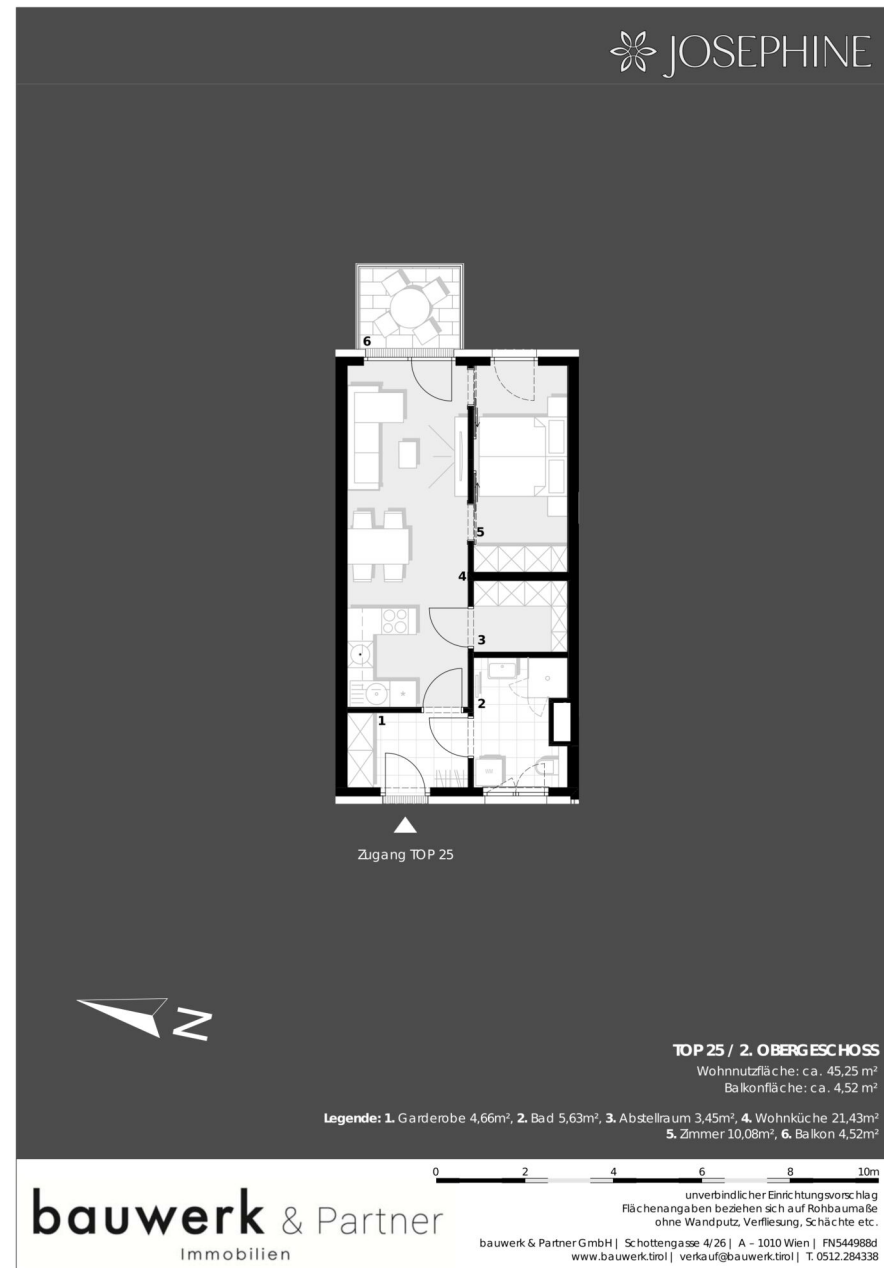 JOSEPHINE
6
5
4
3
2
1
Zugang TOP 25
N
TOP 25 / 2. OBERGESCHOSS
Wohnnutzfläche: ca. 45,25 m²
Balkonfläche: ca. 4,52 m²
Legende: 1. Garderobe 4,66m², 2. Bad 5,63m², 3. Abstellraum 3,45m², 4. Wohnküche 21,43m²
5. Zimmer 10,08m², 6. Balkon 4,52m²
0 2 4 6 8 10m
unverbindlicher Einrichtungsvorschlag
Flächenangaben beziehen sich auf Rohbaumaße
ohne Wandputz, Verfliesung, Schächte etc.
bauwerk & Partner
Immobilien
bauwerk & Partner GmbH | Schottengasse 4/26 | A – 1010 Wien | FN544988d
www.bauwerk.tirol | verkauf@bauwerk.tirol | T. 0512.284338